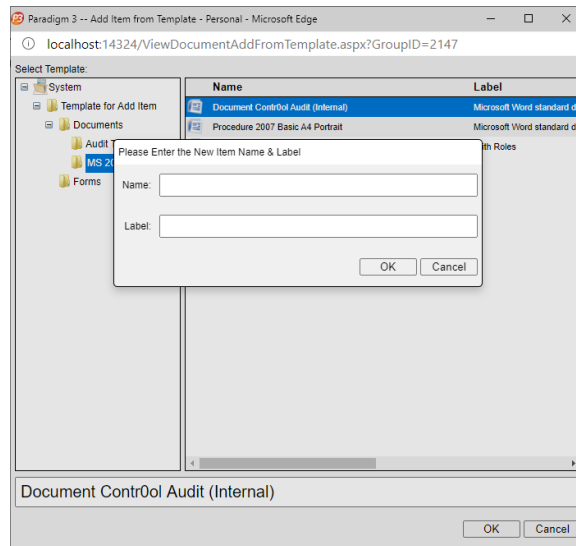 Paradigm 3 -- Add Item from Template - Personal - Microsoft Edge
localhost:14324/ViewDocumentAddFromTemplate.aspx?GroupID=2147
Select Template:
System
Template for Add Item
Documents
Audit
MS
Forms
Name Label
Document Contr0ol Audit (Internal) Microsoft Word standard
Procedure 2007 Basic A4 Portrait Microsoft Word standard
Roles
Please Enter the New Item Name & Label
Name:
Label:
OK Cancel
Document Contr0ol Audit (Internal)
OK Cancel